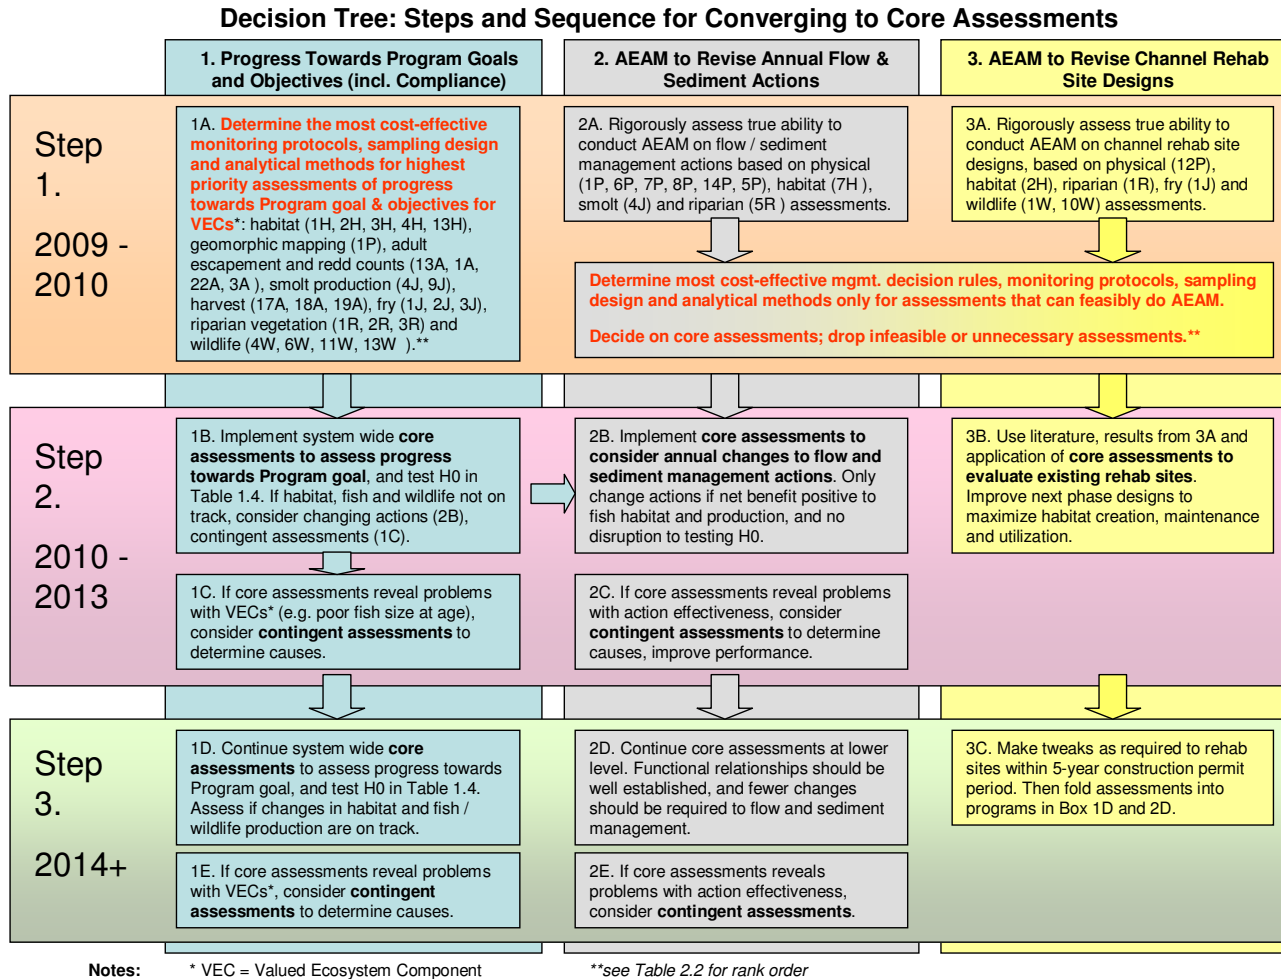 Decision Tree: Steps and Sequence for Converging to Core Assessments
1. Progress Towards Program Goals
and Objectives (incl. Compliance)
2. AEAM to Revise Annual Flow &
Sediment Actions
3. AEAM to Revise Channel Rehab
Site Designs
Step
1.
2009 -
2010
1A. Determine the most cost-effective
monitoring protocols, sampling design
and analytical methods for highest
priority assessments of progress
towards Program goal & objectives for
VECs*: habitat (1H, 2H, 3H, 4H, 13H),
geomorphic mapping (1P), adult
escapement and redd counts (13A, 1A,
22A, 3A ), smolt production (4J, 9J),
harvest (17A, 18A, 19A), fry (1J, 2J, 3J),
riparian vegetation (1R, 2R, 3R) and
wildlife (4W, 6W, 11W, 13W ).**
2A. Rigorously assess true ability to
conduct AEAM on flow / sediment
management actions based on physical
(1P, 6P, 7P, 8P, 14P, 5P), habitat (7H ),
smolt (4J) and riparian (5R ) assessments.
3A. Rigorously assess true ability to
conduct AEAM on channel rehab site
designs, based on physical (12P),
habitat (2H), riparian (1R), fry (1J) and
wildlife (1W, 10W) assessments.
Determine most cost-effective mgmt. decision rules, monitoring protocols, sampling
design and analytical methods only for assessments that can feasibly do AEAM.
Decide on core assessments; drop infeasible or unnecessary assessments.**
Step
2.
2010 -
2013
1B. Implement system wide core
assessments to assess progress
towards Program goal, and test H0 in
Table 1.4. If habitat, fish and wildlife not on
track, consider changing actions (2B),
contingent assessments (1C).
2B. Implement core assessments to
consider annual changes to flow and
sediment management actions. Only
change actions if net benefit positive to
fish habitat and production, and no
disruption to testing H0.
3B. Use literature, results from 3A and
application of core assessments to
evaluate existing rehab sites.
Improve next phase designs to
maximize habitat creation, maintenance
and utilization.
1C. If core assessments reveal problems
with VECs* (e.g. poor fish size at age),
consider contingent assessments to
determine causes.
2C. If core assessments reveal problems
with action effectiveness, consider
contingent assessments to determine
causes, improve performance.
Step
3.
2014+
1D. Continue system wide core
assessments to assess progress towards
Program goal, and test H0 in Table 1.4.
Assess if changes in habitat and fish /
wildlife production are on track.
2D. Continue core assessments at lower
level. Functional relationships should be
well established, and fewer changes
should be required to flow and sediment
management.
3C. Make tweaks as required to rehab
sites within 5-year construction permit
period. Then fold assessments into
programs in Box 1D and 2D.
1E. If core assessments reveal problems
with VECs*, consider contingent
assessments to determine causes.
2E. If core assessments reveals
problems with action effectiveness,
consider contingent assessments.
Notes: * VEC = Valued Ecosystem Component **see Table 2.2 for rank order